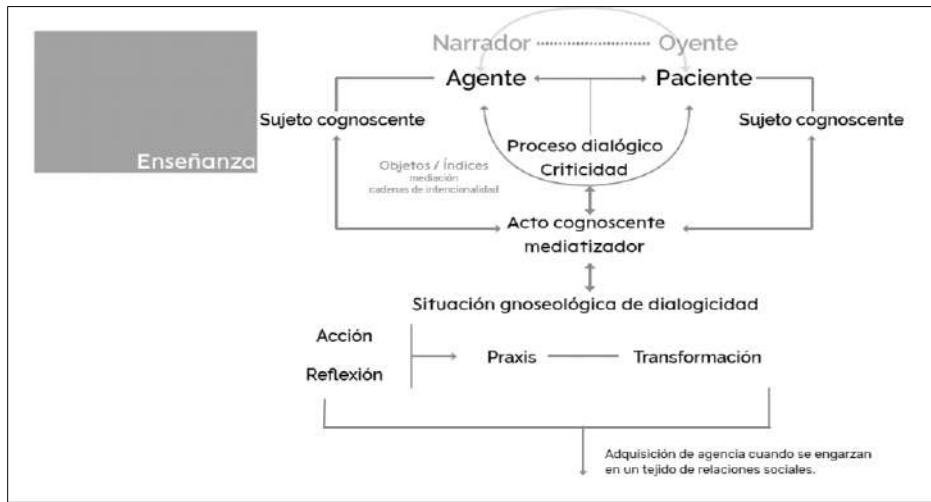 Narrador Oyente
Agente Paciente
Sujeto cognoscente Sujeto cognoscente
Enseñanza
Proceso dialógico
Criticidad
Objetos / Índices
mediación
cadenas de intencionalidad
Acto cognoscente
mediatizador
Situación gnoseológica de dialogicidad
Acción
Reflexión
Praxis Transformación
Adquisición de agencia cuando se engarzan
en un tejido de relaciones sociales.